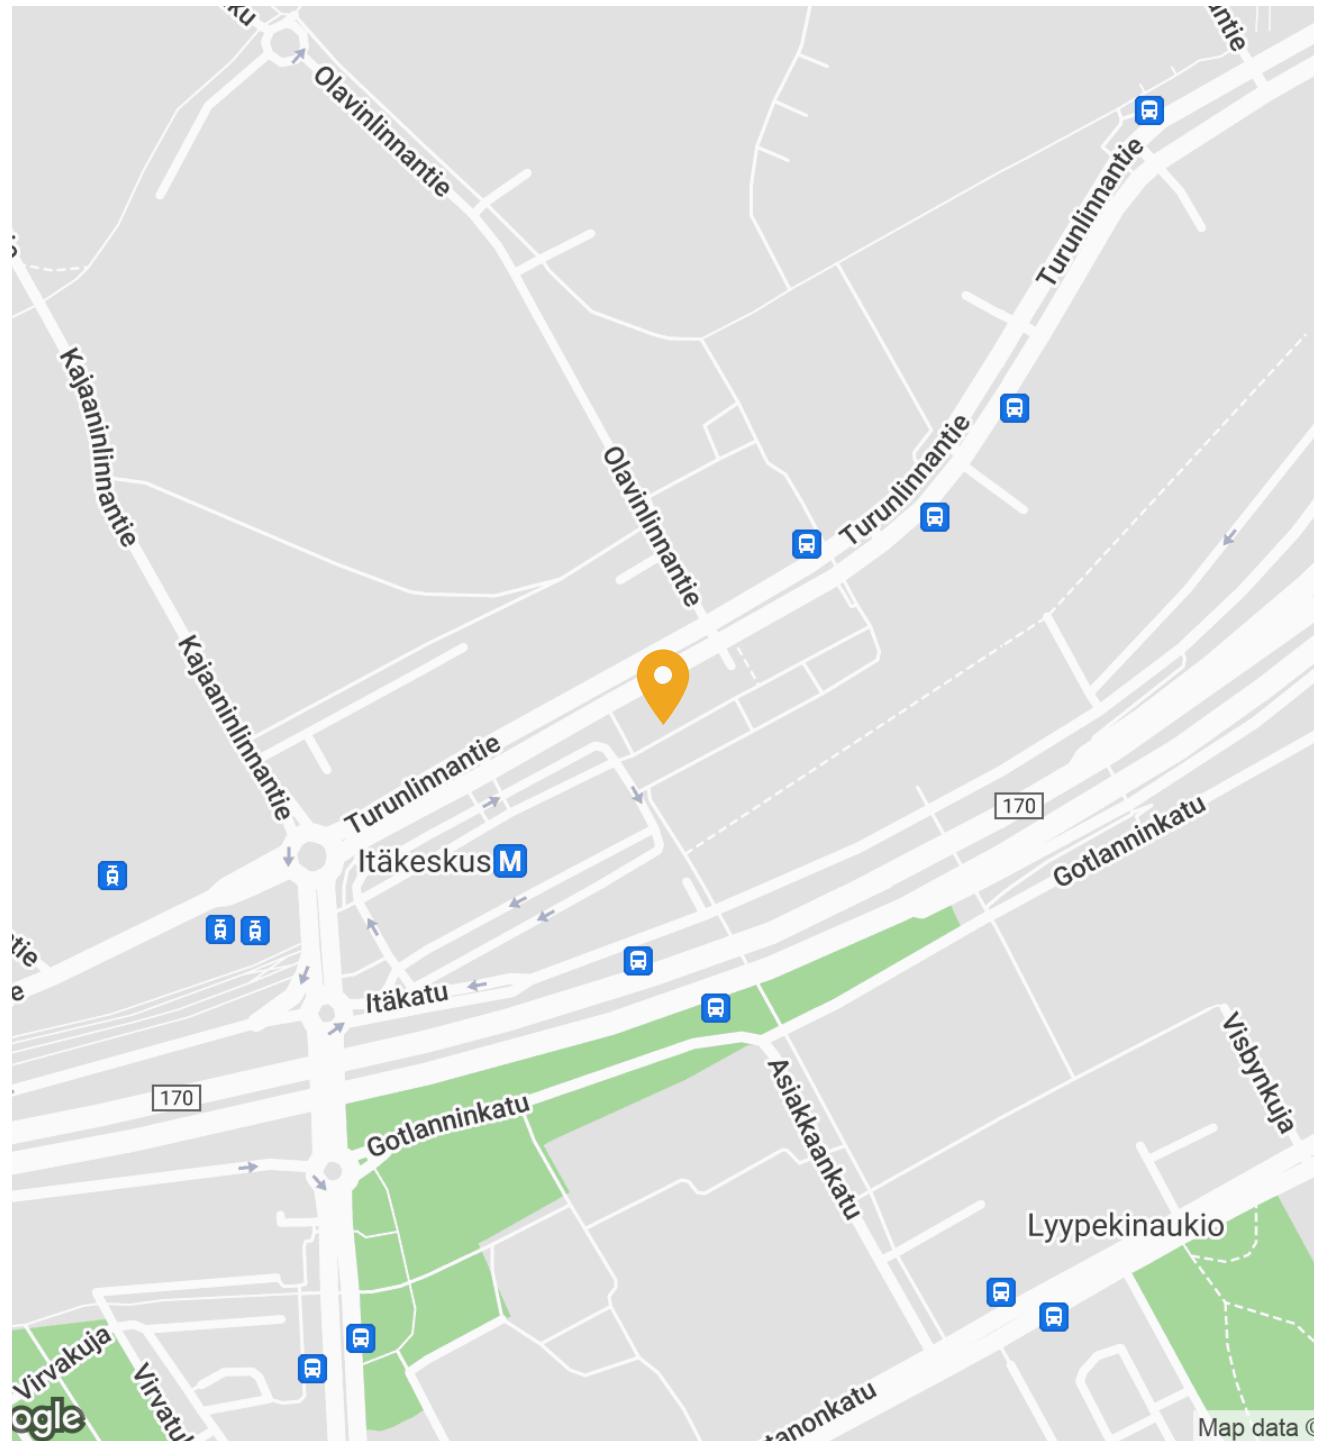 Olavinlinnantie
Turunlinnantie
Kajaaninlinnantie
Turunlinnantie
Olavinlinnantie
Kajaaninlinnantie
Turunlinnantie
170
Gotlanninkatu
Itäkeskus M
Itäkatu
Visbynkuja
Asiakkaankatu
170
Gotlanninkatu
Lyypekinaukio
Virvakuja
Map data ©